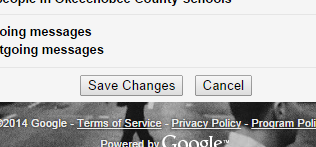 people in Okeechobee County Schools
oing messages
tgoing messages
Save Changes Cancel
©2014 Google - Terms of Service - Privacy Policy - Program Poli
Powered by Google™